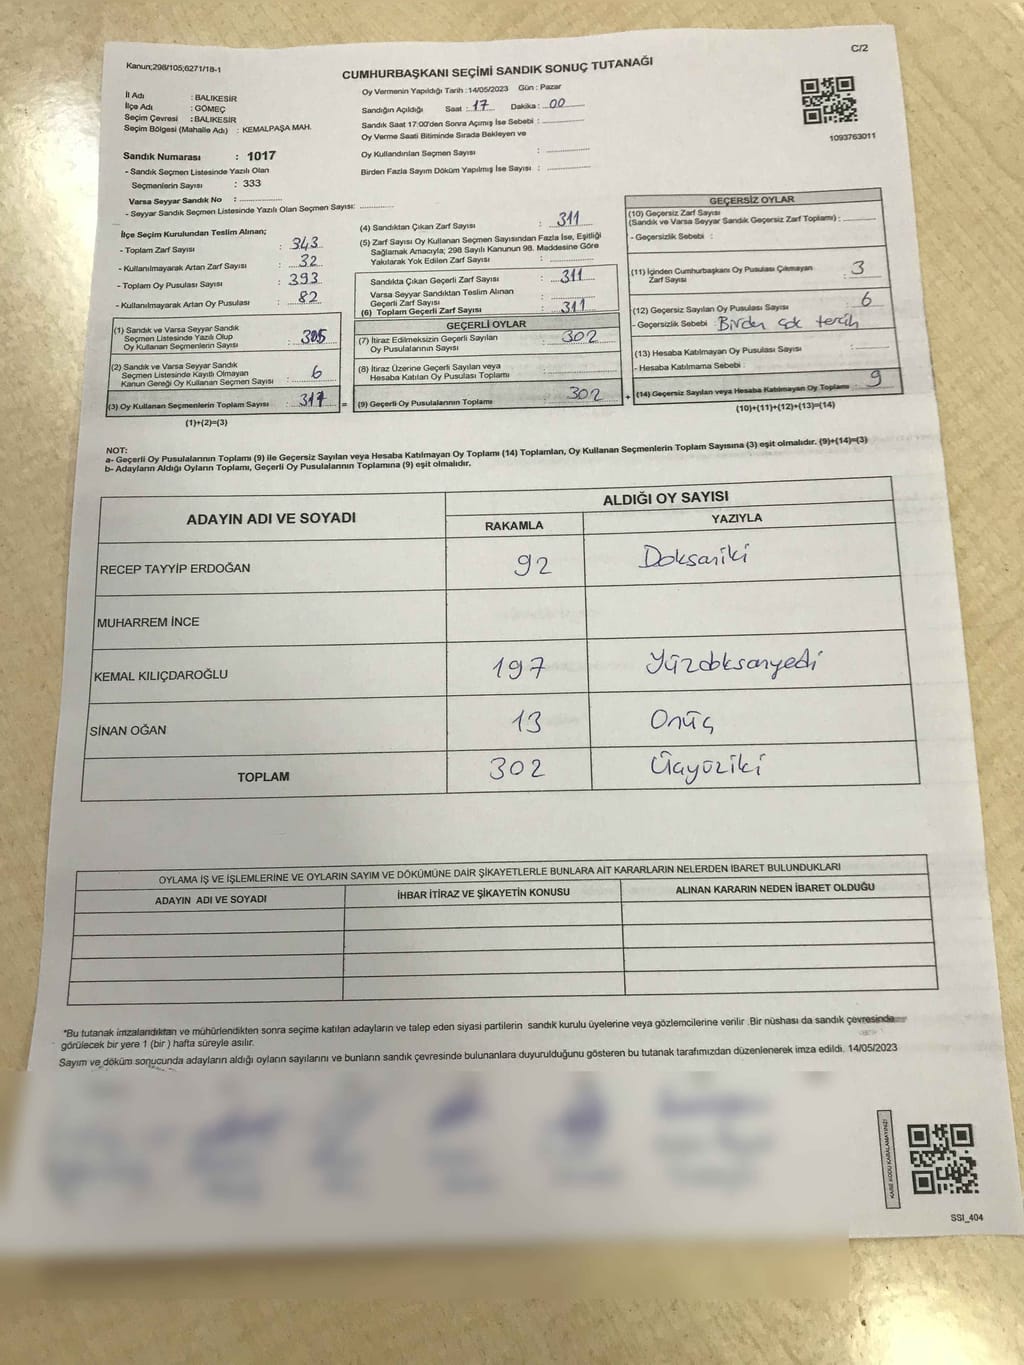 Kanun;298/105;6271/18-1
C/2
CUMHURBAŞKANI SEÇİMİ SANDIK SONUÇ TUTANAĞI
İl Adı : BALIKESİR
İlçe Adı : GÖMEÇ
Seçim Çevresi : BALIKESİR
Seçim Bölgesi (Mahalle Adı) : KEMALPAŞA MAH.
Oy Vermenin Yapıldığı Tarih :14/05/2023 Gün : Pazar
Sandığın Açıldığı Saat : 17 Dakika : 00
Sandık Saat 17:00'den Sonra Açımış İse Sebebi :
Oy Verme Saati Bitiminde Sırada Bekleyen ve
Oy Kullandırılan Seçmen Sayısı :
Birden Fazla Sayım Döküm Yapılmış İse Sayısı :
1093763011
Sandık Numarası : 1017
- Sandık Seçmen Listesinde Yazılı Olan
Seçmenlerin Sayısı : 333
Varsa Seyyar Sandık No :
- Seyyar Sandık Seçmen Listesinde Yazılı Olan Seçmen Sayısı:
İlçe Seçim Kurulundan Teslim Alınan;
- Toplam Zarf Sayısı : 343
- Kullanılmayarak Artan Zarf Sayısı : 32
- Toplam Oy Pusulası Sayısı : 393
- Kullanılmayarak Artan Oy Pusulası : 82
(1) Sandık ve Varsa Seyyar Sandık
Seçmen Listesinde Yazılı Olup
Oy Kullanan Seçmenlerin Sayısı : 305
(2) Sandık ve Varsa Seyyar Sandık
Seçmen Listesinde Kayıtlı Olmayan
Kanun Gereği Oy Kullanan Seçmen Sayısı : 6
(3) Oy Kullanan Seçmenlerin Toplam Sayısı : 311 =
(1)+(2)=(3)
(4) Sandıktan Çıkan Zarf Sayısı : 311
(5) Zarf Sayısı Oy Kullanan Seçmen Sayısından Fazla İse, Eşitliği
Sağlamak Amacıyla; 298 Sayılı Kanunun 98. Maddesine Göre
Yakılarak Yok Edilen Zarf Sayısı :
Sandıkta Çıkan Geçerli Zarf Sayısı : 311
Varsa Seyyar Sandıktan Teslim Alınan
Geçerli Zarf Sayısı :
(6) Toplam Geçerli Zarf Sayısı : 311
GEÇERLİ OYLAR
(7) İtiraz Edilmeksizin Geçerli Sayılan
Oy Pusulalarının Sayısı : 302
(8) İtiraz Üzerine Geçerli Sayılan veya
Hesaba Katılan Oy Pusulası Toplamı :
(9) Geçerli Oy Pusulalarının Toplamı : 302 +
GEÇERSİZ OYLAR
(10) Geçersiz Zarf Sayısı
(Sandık ve Varsa Seyyar Sandık Geçersiz Zarf Toplamı) :
- Geçersizlik Sebebi :
(11) İçinden Cumhurbaşkanı Oy Pusulası Çıkmayan
Zarf Sayısı : 3
(12) Geçersiz Sayılan Oy Pusulası Sayısı : 6
- Geçersizlik Sebebi Birden çok tercih
(13) Hesaba Katılmayan Oy Pusulası Sayısı :
- Hesaba Katılmama Sebebi :
(14) Geçersiz Sayılan veya Hesaba Katılmayan Oy Toplamı : 9
(10)+(11)+(12)+(13)=(14)
NOT:
a- Geçerli Oy Pusulalarının Toplamı (9) ile Geçersiz Sayılan veya Hesaba Katılmayan Oy Toplamı (14) Toplamları, Oy Kullanan Seçmenlerin Toplam Sayısına (3) eşit olmalıdır. (9)+(14)=(3)
b- Adayların Aldığı Oyların Toplamı, Geçerli Oy Pusulalarının Toplamına (9) eşit olmalıdır.
ADAYIN ADI VE SOYADI
ALDIĞI OY SAYISI
RAKAMLA YAZIYLA
RECEP TAYYİP ERDOĞAN 92 Doksaniki
MUHARREM İNCE
KEMAL KILIÇDAROĞLU 197 Yüzdoksanyedi
SİNAN OĞAN 13 Onüç
TOPLAM 302 Üçyüziki
OYLAMA İŞ VE İŞLEMLERİNE VE OYLARIN SAYIM VE DÖKÜMÜNE DAİR ŞİKAYETLERLE BUNLARA AİT KARARLARIN NELERDEN İBARET BULUNDUKLARI
ADAYIN ADI VE SOYADI İHBAR İTİRAZ VE ŞİKAYETİN KONUSU ALINAN KARARIN NEDEN İBARET OLDUĞU
*Bu tutanak imzalandıktan ve mühürlendikten sonra seçime katılan adayların ve talep eden siyasi partilerin sandık kurulu üyelerine veya gözlemcilerine verilir .Bir nüshası da sandık çevresinde
görülecek bir yere 1 (bir ) hafta süreyle asılır.
Sayım ve döküm sonucunda adayların aldığı oyların sayılarını ve bunların sandık çevresinde bulunanlara duyurulduğunu gösteren bu tutanak tarafımızdan düzenlenerek imza edildi. 14/05/2023
KARE KODU KARALAMAYINIZ!
SSI_404